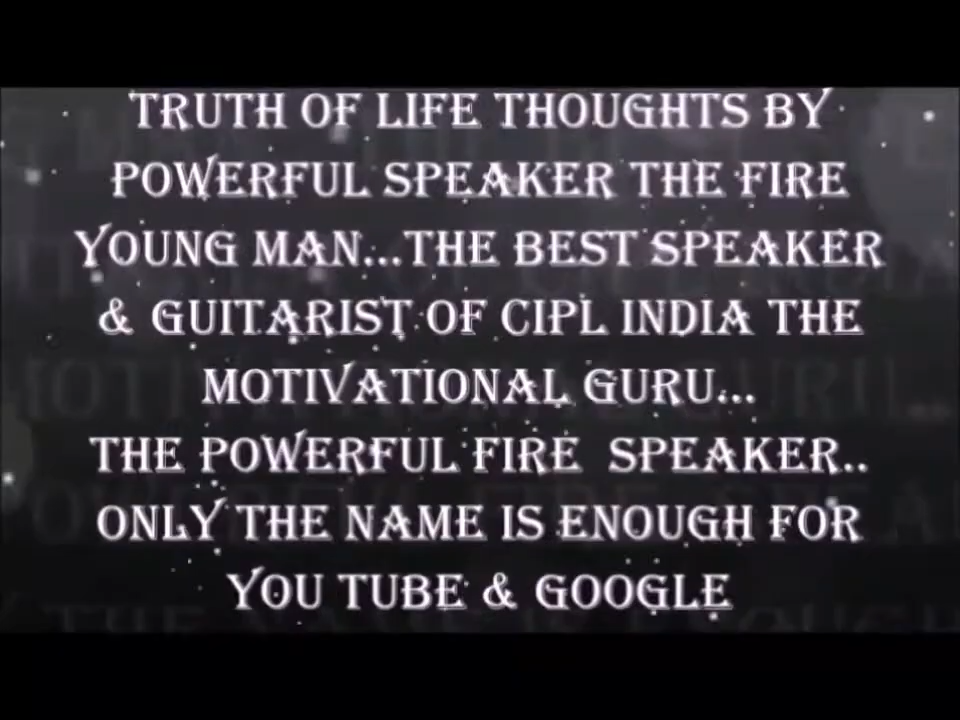 TRUTH OF LIFE THOUGHTS BY
POWERFUL SPEAKER THE FIRE
YOUNG MAN...THE BEST SPEAKER
& GUITARIST OF CIPL INDIA THE
MOTIVATIONAL GURU...
THE POWERFUL FIRE SPEAKER..
ONLY THE NAME IS ENOUGH FOR
YOU TUBE & GOOGLE